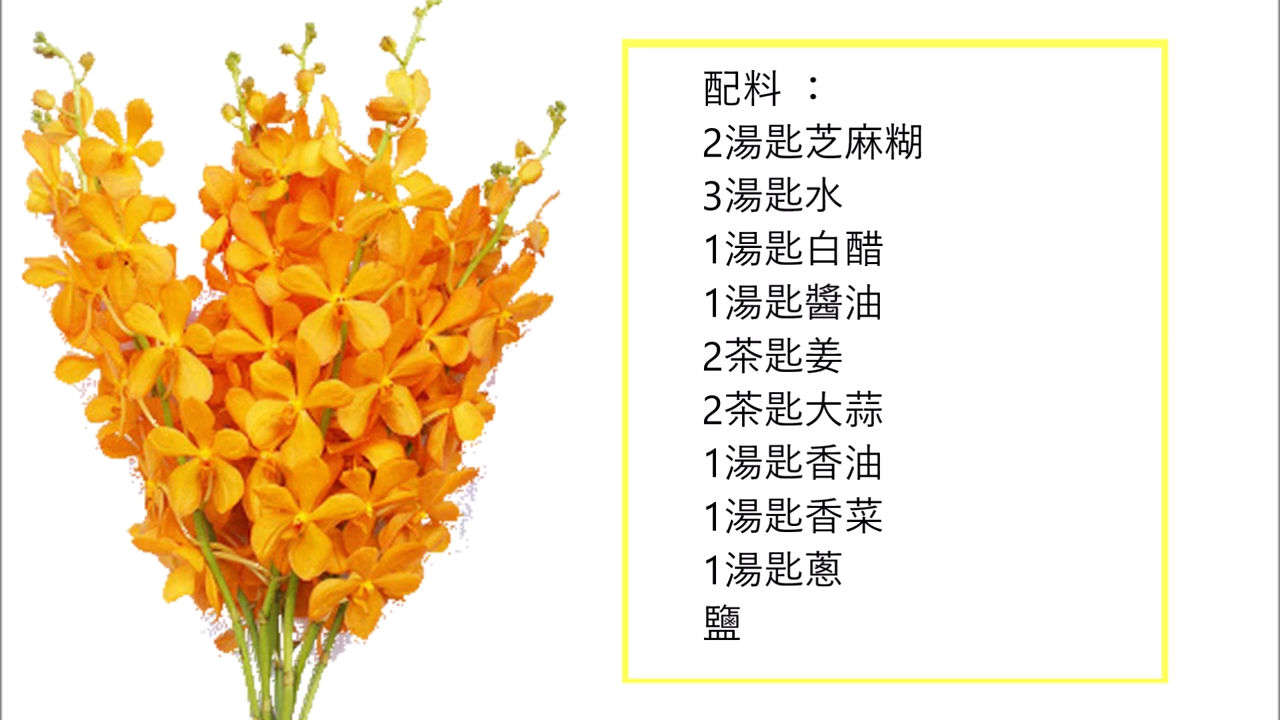 配料 ：
2湯匙芝麻糊
3湯匙水
1湯匙白醋
1湯匙醬油
2茶匙姜
2茶匙大蒜
1湯匙香油
1湯匙香菜
1湯匙蔥
鹽